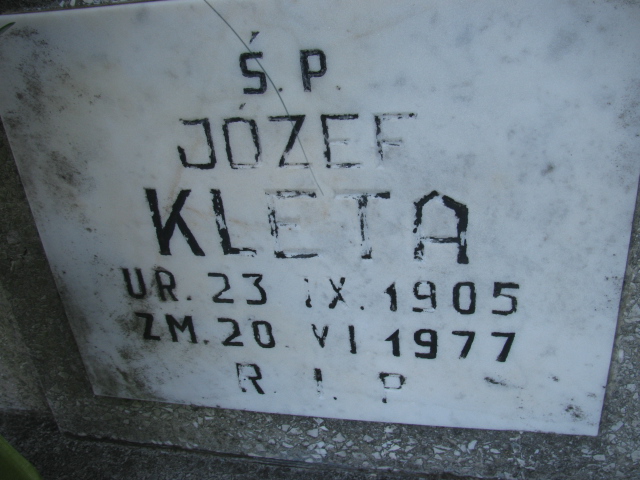 Ś.P
JÓZEF
KLETA
UR. 23 IX. 1905
ZM. 20 VI 1977
R. I. P